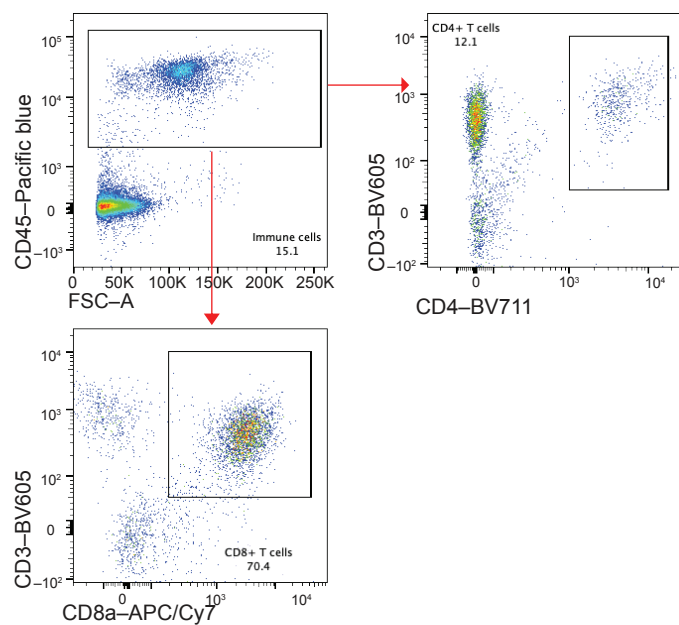 CD45–Pacific blue
10⁵
10⁴
10³
0
–10³
Immune cells
15.1
0 50K 100K 150K 200K 250K
FSC–A
CD3–BV605
10⁴
10³
10²
0
–10²
CD4+ T cells
12.1
0 10³ 10⁴
CD4–BV711
CD3–BV605
10⁴
10³
10²
0
–10²
CD8+ T cells
70.4
0 10³ 10⁴
CD8a–APC/Cy7